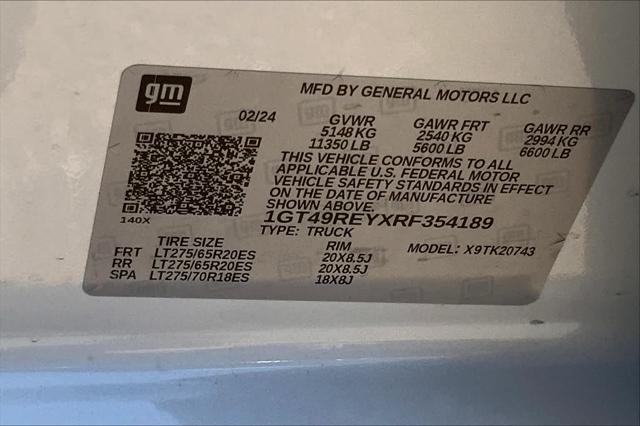 gm
MFD BY GENERAL MOTORS LLC
02/24
GVWR
5148 KG
11350 LB
GAWR FRT
2540 KG
5600 LB
GAWR RR
2994 KG
6600 LB
THIS VEHICLE CONFORMS TO ALL
APPLICABLE U.S. FEDERAL MOTOR
VEHICLE SAFETY STANDARDS IN EFFECT
ON THE DATE OF MANUFACTURE
SHOWN ABOVE.
140X
1GT49REYXRF354189
TYPE: TRUCK
MODEL: X9TK20743
TIRE SIZE RIM
FRT LT275/65R20ES 20X8.5J
RR LT275/65R20ES 20X8.5J
SPA LT275/70R18ES 18X8J